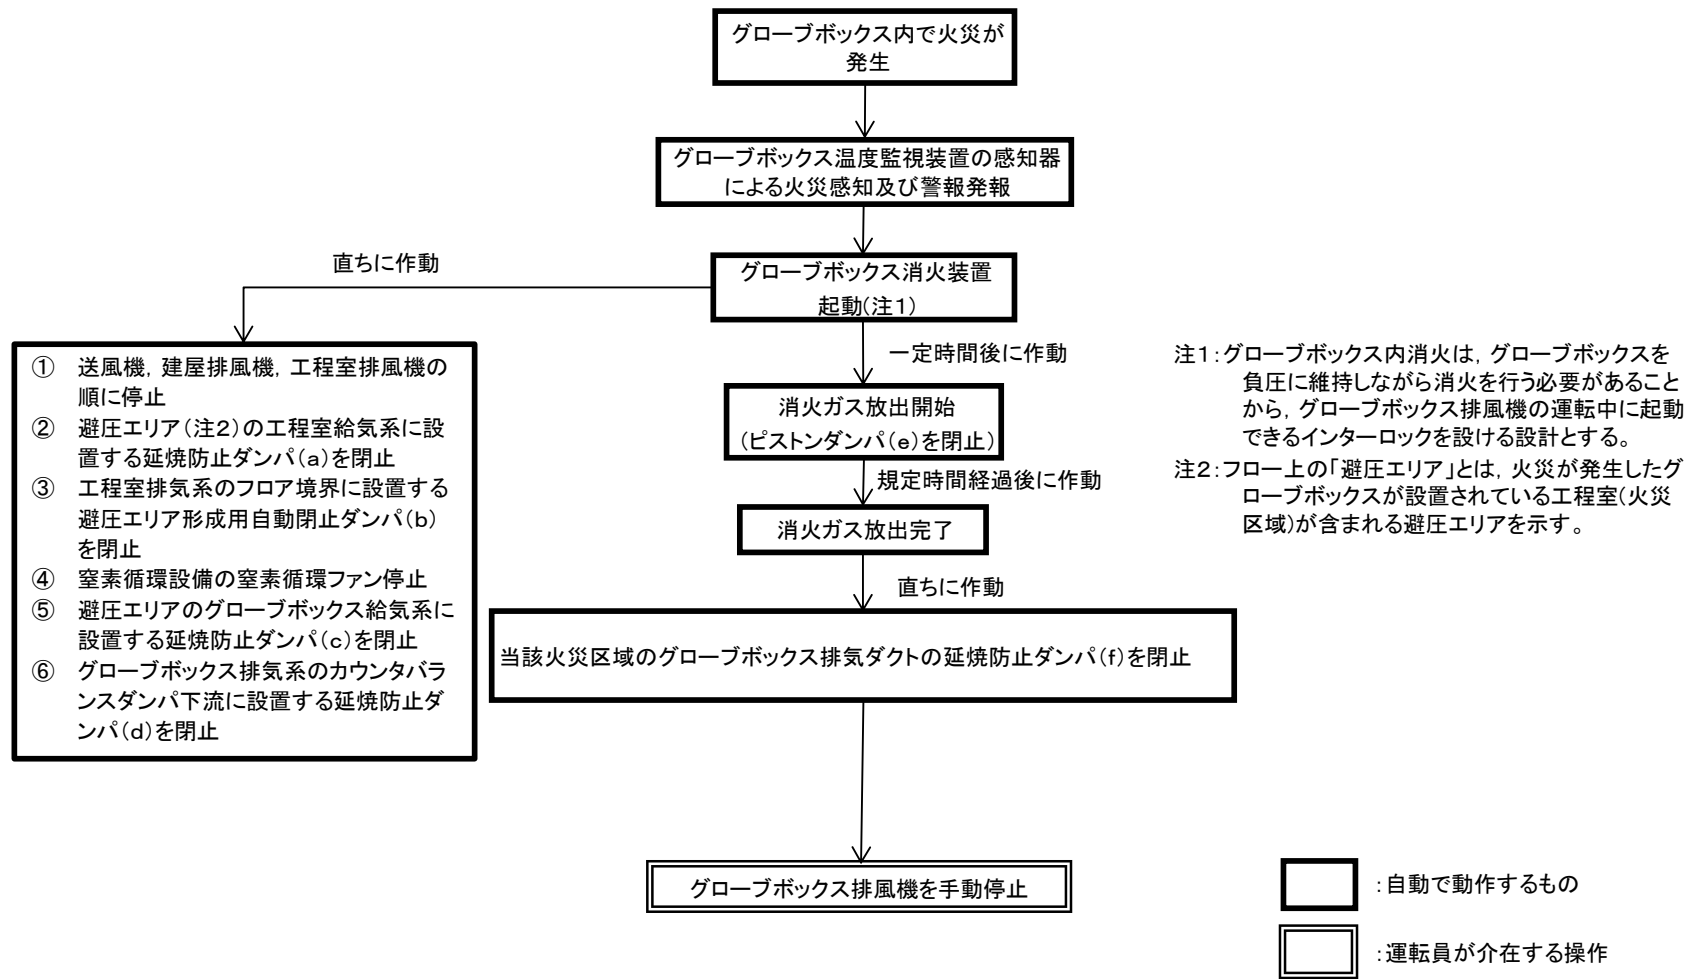 グローブボックス内で火災が
発生
グローブボックス温度監視装置の感知器
による火災感知及び警報発報
直ちに作動
グローブボックス消火装置
起動(注1)
一定時間後に作動
① 送風機，建屋排風機，工程室排風機の
順に停止
② 避圧エリア(注2)の工程室給気系に設
置する延焼防止ダンパ(a)を閉止
③ 工程室排気系のフロア境界に設置する
避圧エリア形成用自動閉止ダンパ(b)
を閉止
④ 窒素循環設備の窒素循環ファン停止
⑤ 避圧エリアのグローブボックス給気系に
設置する延焼防止ダンパ(c)を閉止
⑥ グローブボックス排気系のカウンタバラ
ンスダンパ下流に設置する延焼防止ダ
ンパ(d)を閉止
消火ガス放出開始
(ピストンダンパ(e)を閉止)
規定時間経過後に作動
消火ガス放出完了
直ちに作動
当該火災区域のグローブボックス排気ダクトの延焼防止ダンパ(f)を閉止
グローブボックス排風機を手動停止
注1：グローブボックス内消火は，グローブボックスを
負圧に維持しながら消火を行う必要があること
から，グローブボックス排風機の運転中に起動
できるインターロックを設ける設計とする。
注2：フロー上の「避圧エリア」とは，火災が発生したグ
ローブボックスが設置されている工程室(火災
区域)が含まれる避圧エリアを示す。
：自動で動作するもの
：運転員が介在する操作